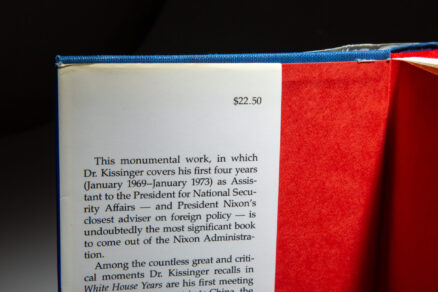 $22.50
This monumental work, in which
Dr. Kissinger covers his first four years
(January 1969–January 1973) as Assis-
tant to the President for National Secu-
rity Affairs — and President Nixon's
closest adviser on foreign policy — is
undoubtedly the most significant book
to come out of the Nixon Administra-
tion.
Among the countless great and criti-
cal moments Dr. Kissinger recalls in
White House Years are his first meeting
China, the